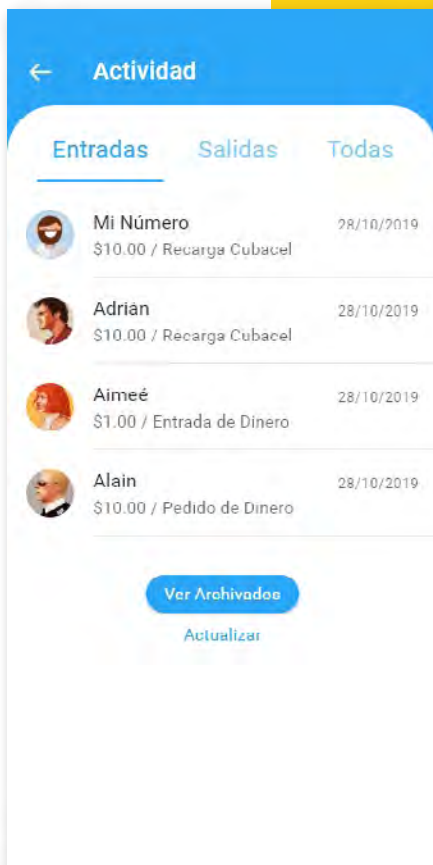 Actividad
Entradas Salidas Todas
Mi Número 28/10/2019
$10.00 / Recarga Cubacel
Adrián 28/10/2019
$10.00 / Recarga Cubacel
Aimeé 28/10/2019
$1.00 / Entrada de Dinero
Alain 28/10/2019
$10.00 / Pedido de Dinero
Ver Archivados
Actualizar